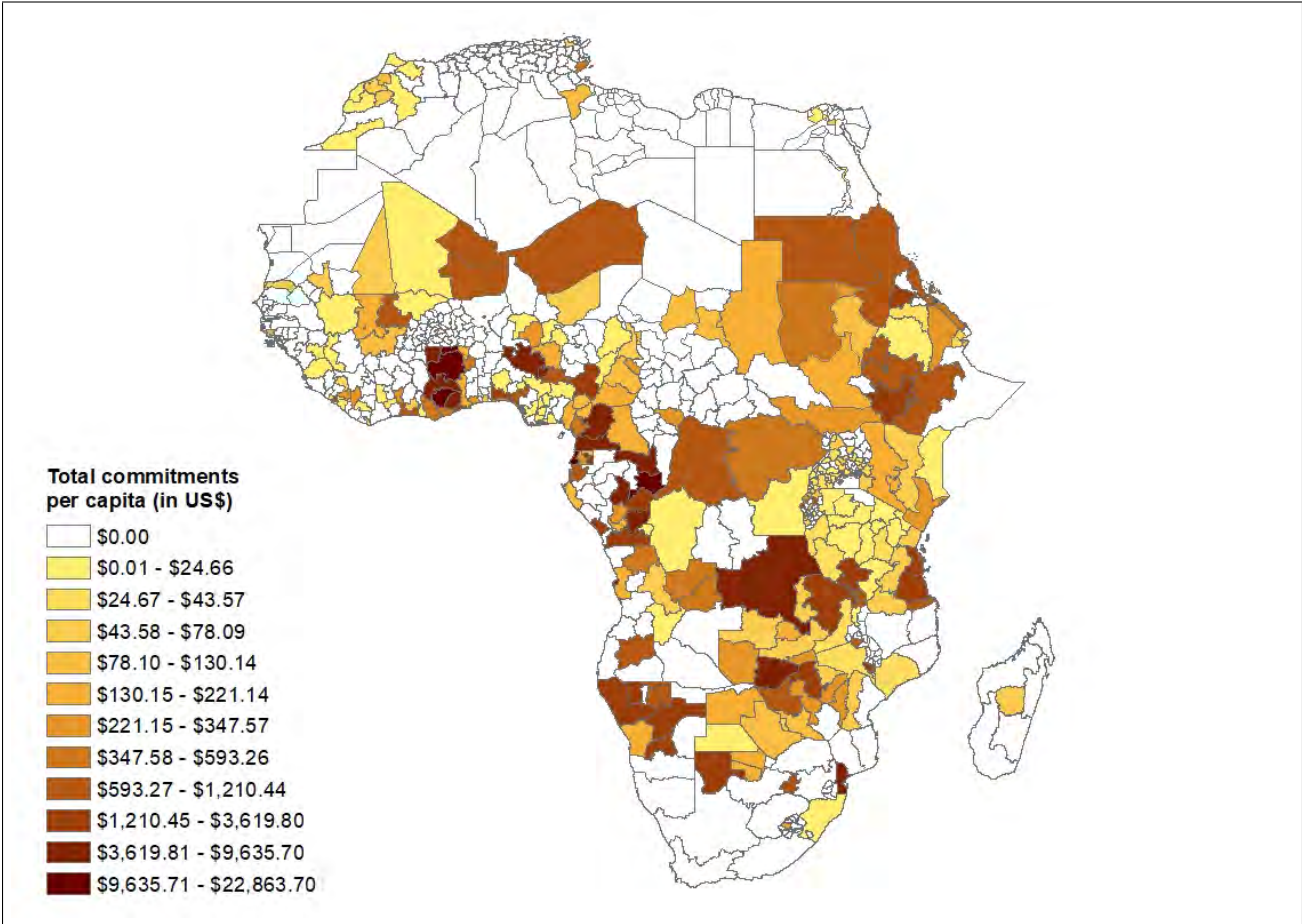 Total commitments
per capita (in US$)
$0.00
$0.01 - $24.66
$24.67 - $43.57
$43.58 - $78.09
$78.10 - $130.14
$130.15 - $221.14
$221.15 - $347.57
$347.58 - $593.26
$593.27 - $1,210.44
$1,210.45 - $3,619.80
$3,619.81 - $9,635.70
$9,635.71 - $22,863.70